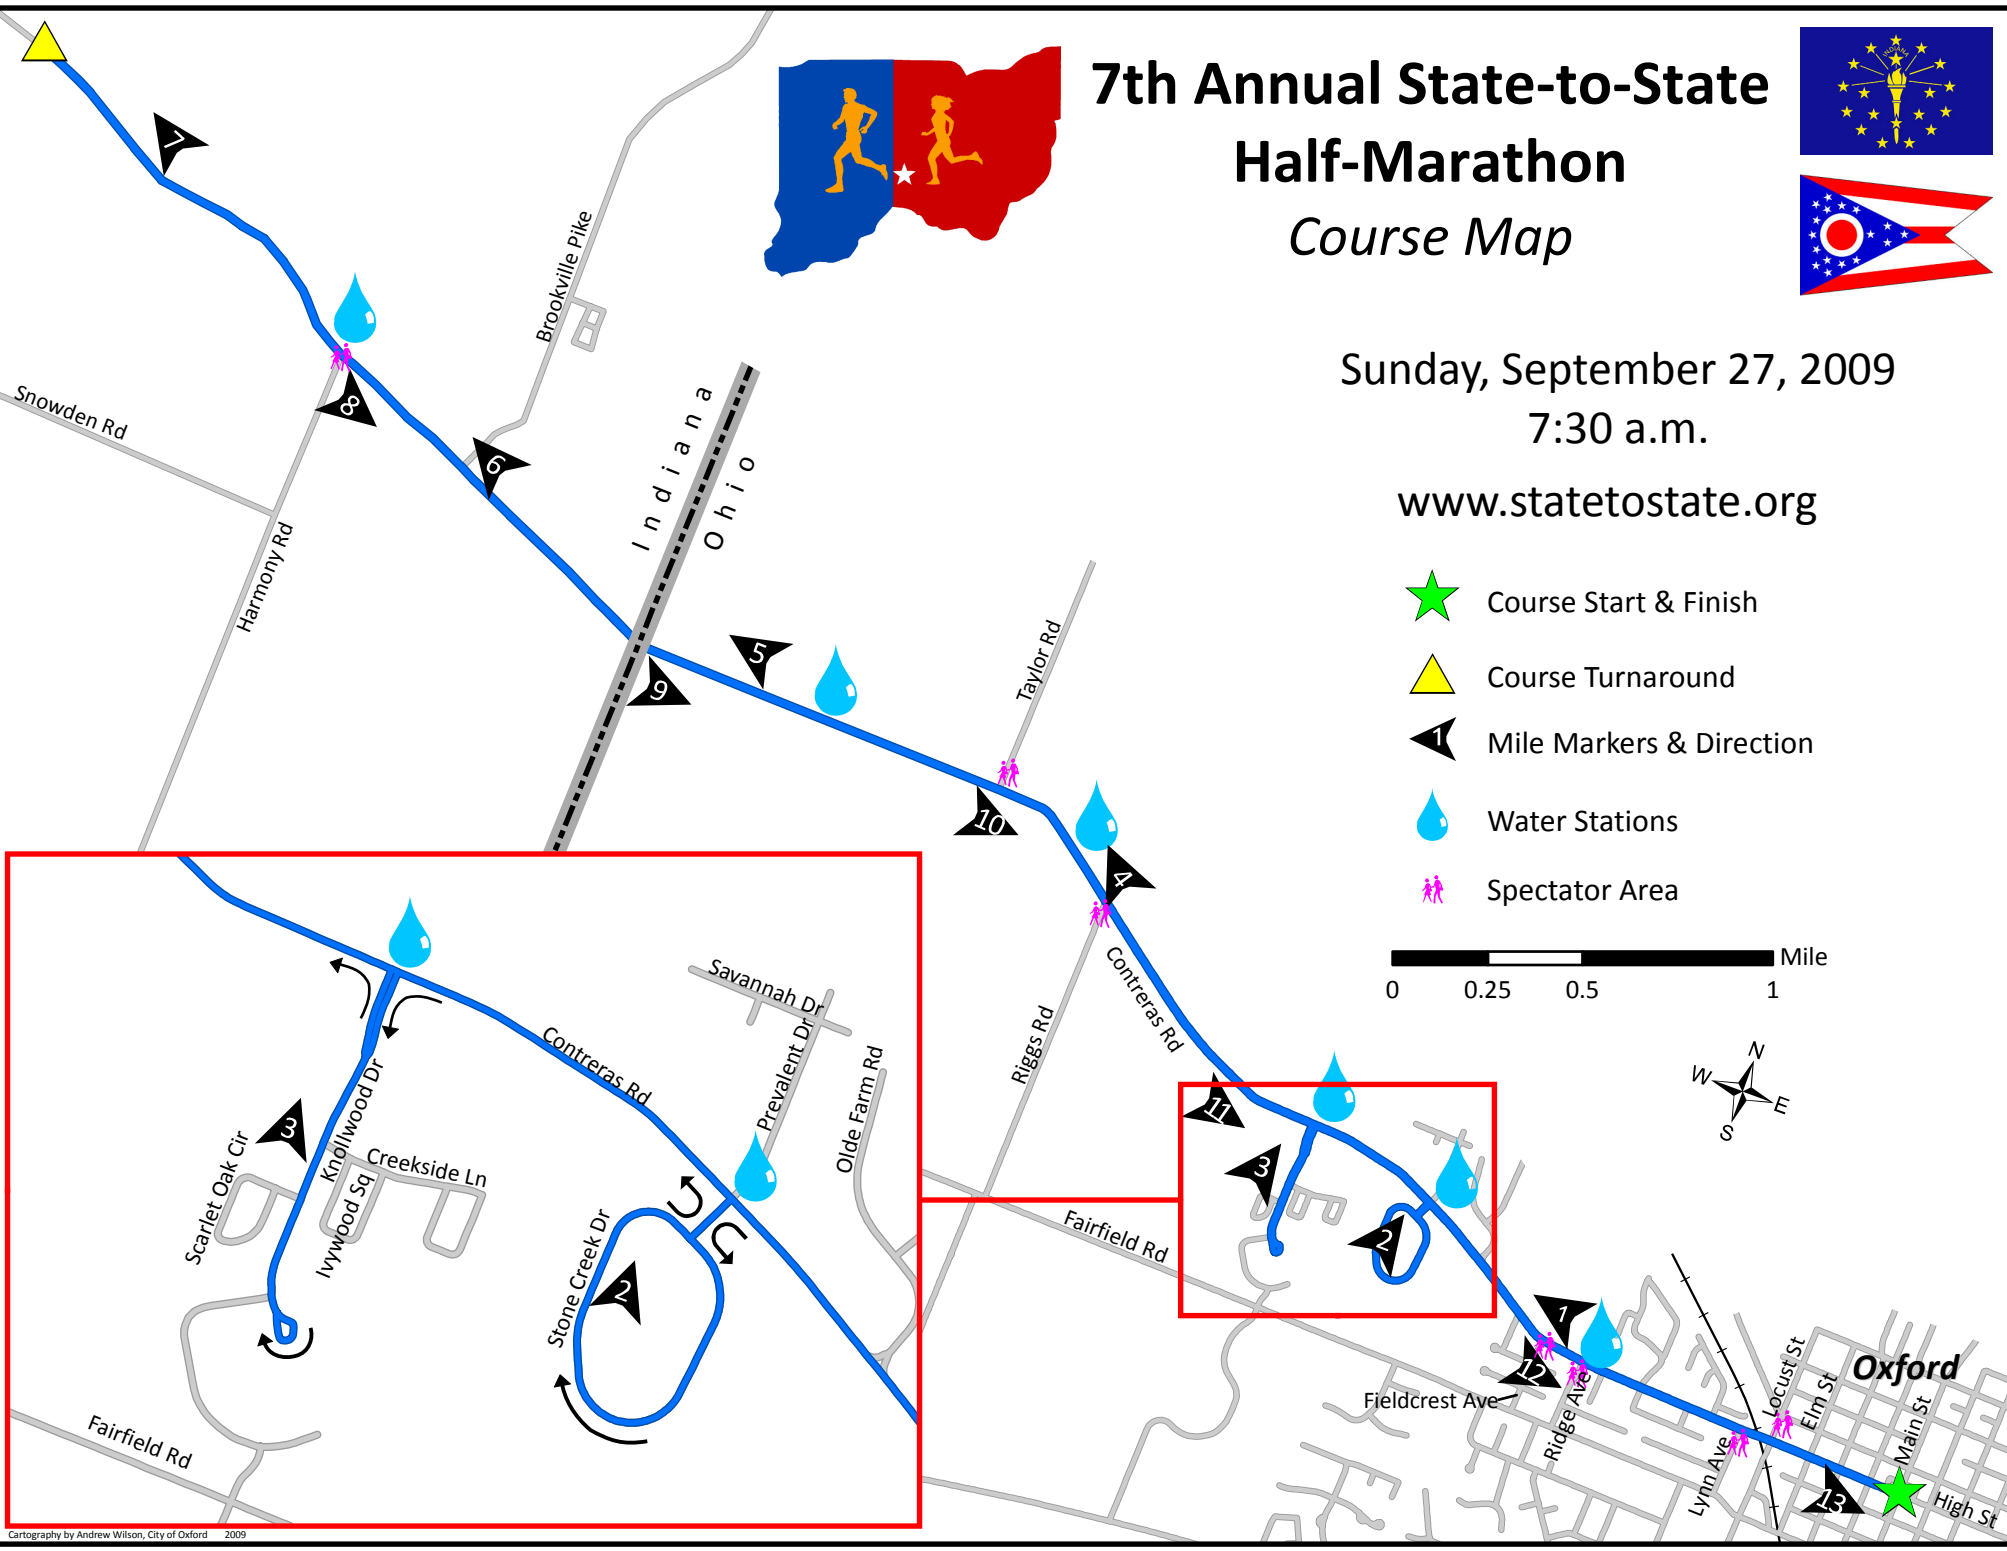 7th Annual State-to-State
Half-Marathon
Course Map
INDIANA
Sunday, September 27, 2009
7:30 a.m.
www.statetostate.org
Course Start & Finish
Course Turnaround
1
Mile Markers & Direction
Water Stations
Spectator Area
Mile
0
0.25
0.5
1
N
W
E
S
7
Brookville Pike
8
Snowden Rd
6
Indiana
Ohio
Harmony Rd
5
9
Taylor Rd
10
4
Contreras Rd
Riggs Rd
11
3
2
Fairfield Rd
1
12
Fieldcrest Ave
Ridge Ave
Locust St
Elm St
Oxford
Main St
Lynn Ave
13
High St
Savannah Dr
Contreras Rd
Prevalent Dr
Olde Farm Rd
Knollwood Dr
3
Scarlet Oak Cir
Creekside Ln
Ivywood Sq
Stone Creek Dr
2
Fairfield Rd
Cartography by Andrew Wilson, City of Oxford 2009